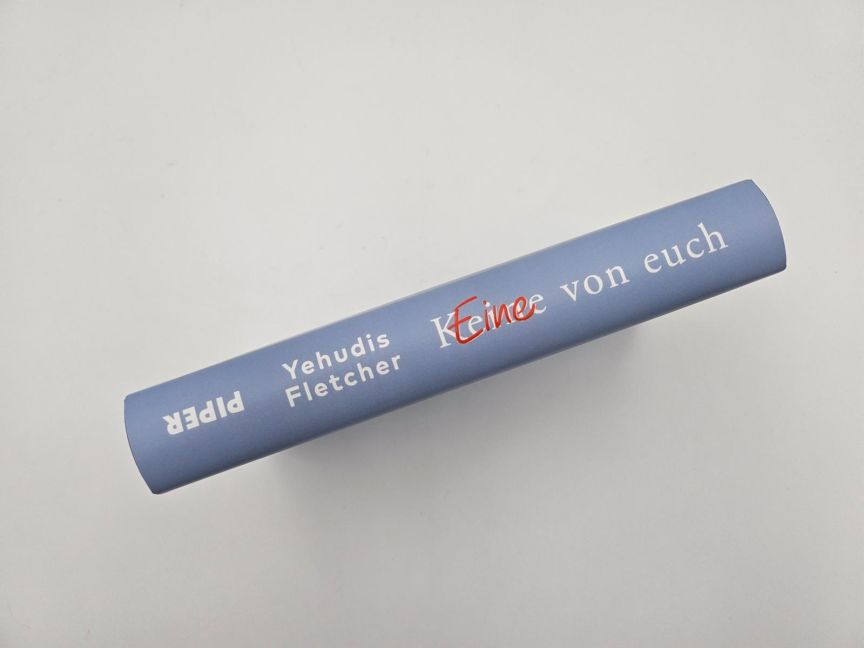 PIPER
Yehudis
Fletcher
Keine von euch
Eine